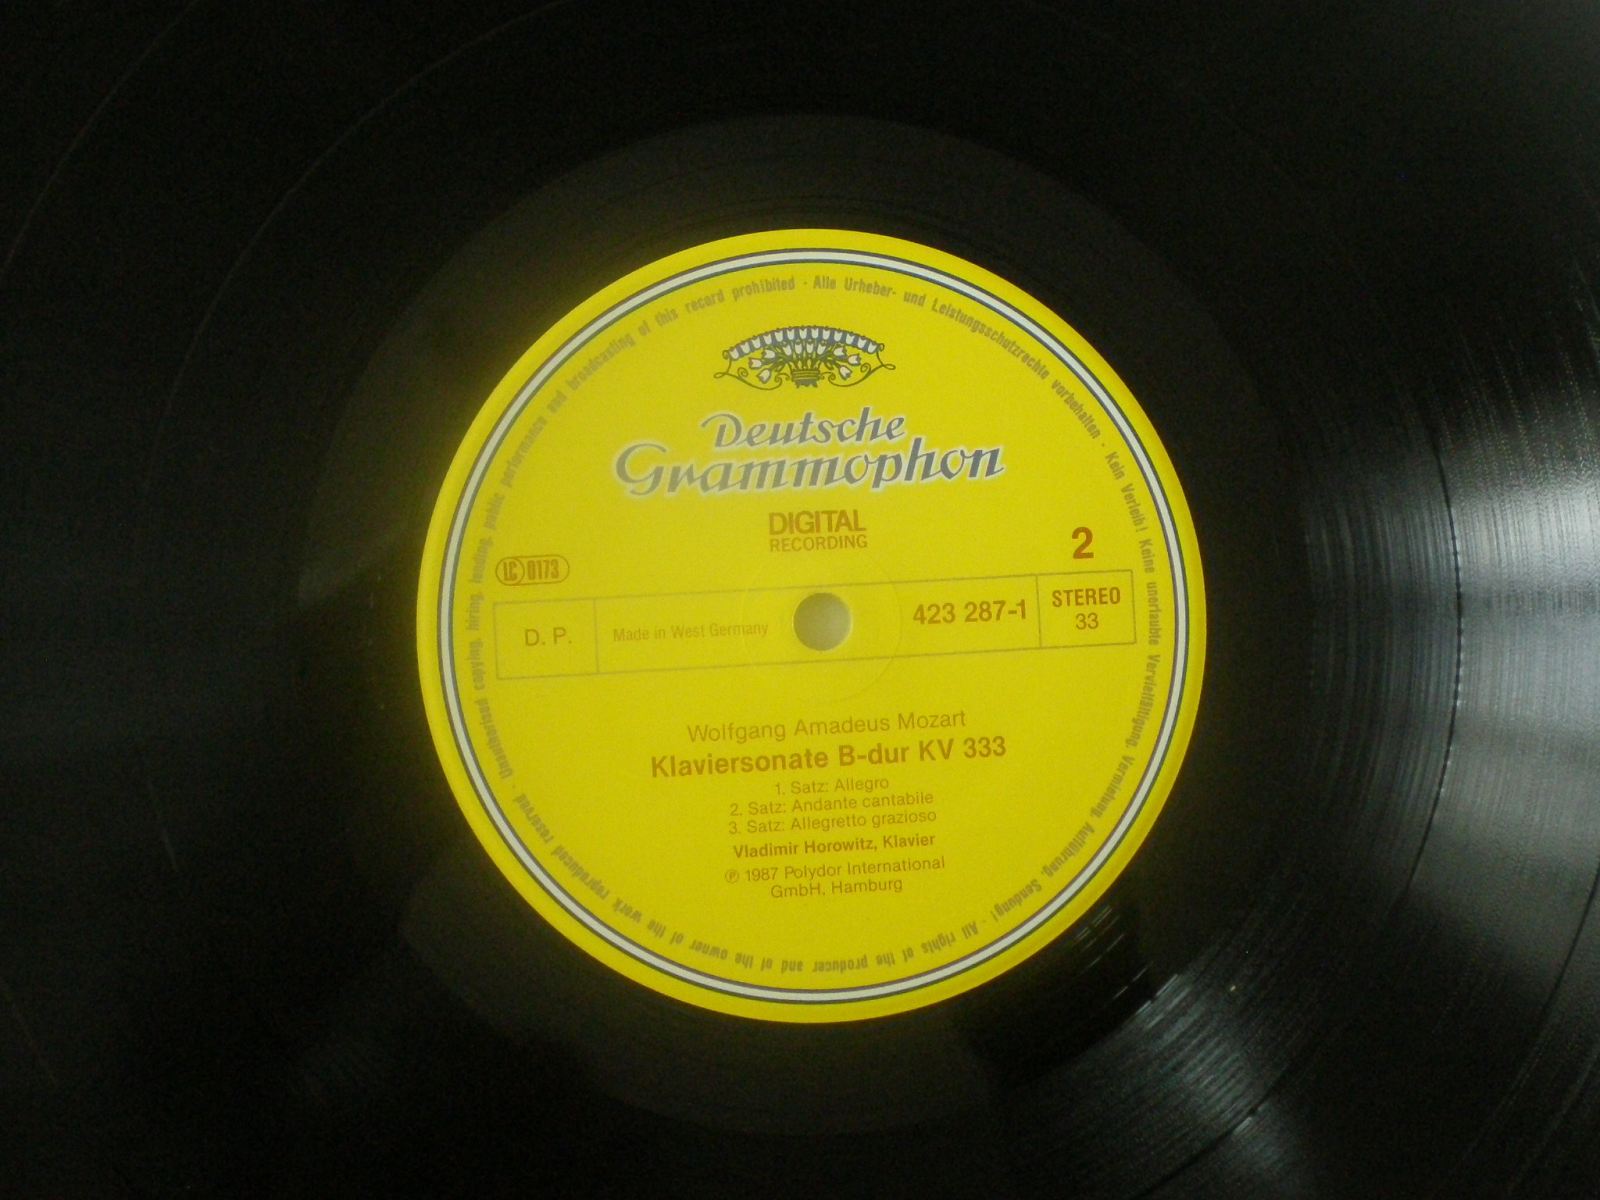 Deutsche
Grammophon
DIGITAL
RECORDING
2
LC 0173
D. P.
Made in West Germany
423 287-1
STEREO
33
Wolfgang Amadeus Mozart
Klaviersonate B-dur KV 333
1. Satz: Allegro
2. Satz: Andante cantabile
3. Satz: Allegretto grazioso
Vladimir Horowitz, Klavier
℗ 1987 Polydor International
GmbH, Hamburg
Alle Urheber- und Leistungsschutzrechte vorbehalten · Kein Verleih! Keine unerlaubte Vervielfältigung, Vermietung, Aufführung, Sendung! · All rights of the producer and of the owner of the work reproduced reserved · Unauthorized copying, hiring, lending, public performance and broadcasting of this record prohibited ·